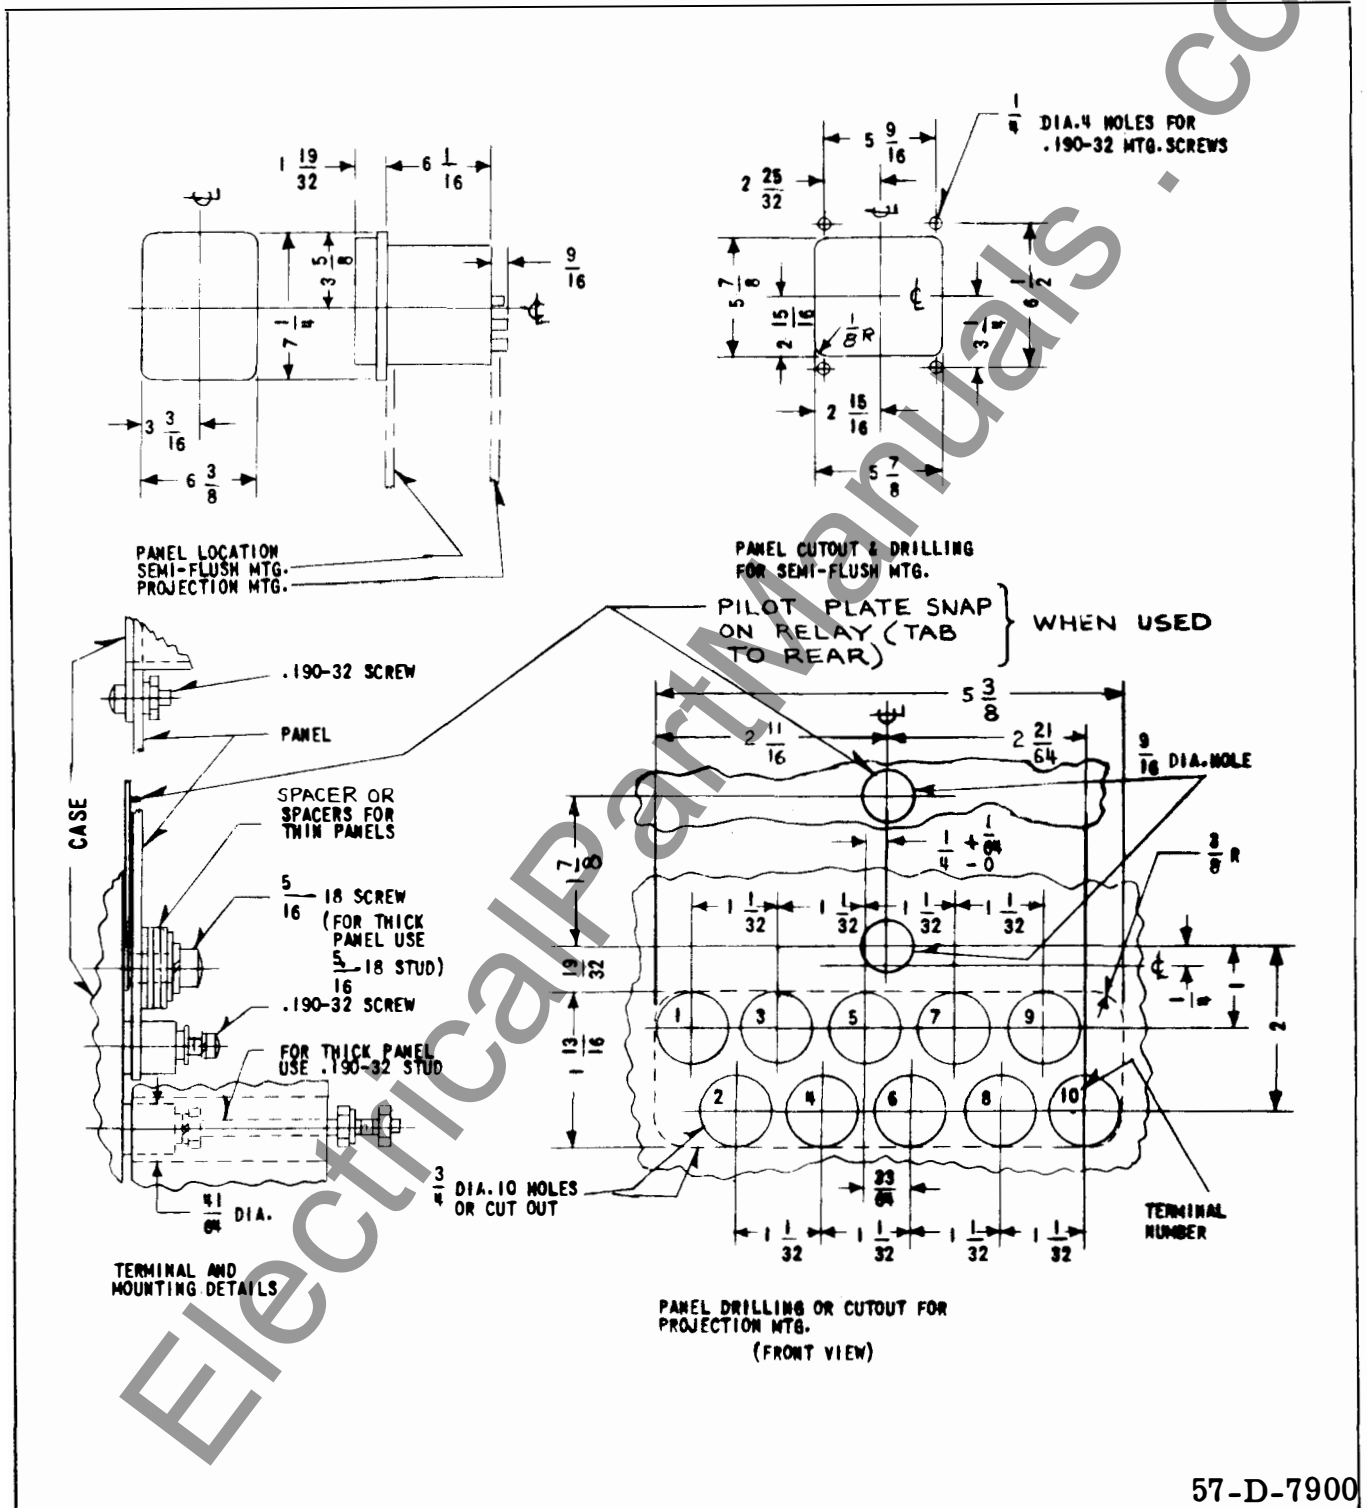 1 19/32
6 1/16
9/16
3 5/8
7 1/4
3 3/16
6 3/8
PANEL LOCATION
SEMI-FLUSH MTG.
PROJECTION MTG.
1/4 DIA. 4 HOLES FOR
.190-32 MTG. SCREWS
5 9/16
2 25/32
5 7/8
2 15/16
1/8 R
6 1/2
3 1/4
2 15/16
5 7/8
PANEL CUTOUT & DRILLING
FOR SEMI-FLUSH MTG.
PILOT PLATE SNAP
ON RELAY (TAB
TO REAR)
WHEN USED
CASE
.190-32 SCREW
PANEL
SPACER OR
SPACERS FOR
THIN PANELS
5/16 -18 SCREW
(FOR THICK
PANEL USE
5/16 -18 STUD)
.190-32 SCREW
FOR THICK PANEL
USE .190-32 STUD
41/64 DIA.
TERMINAL AND
MOUNTING DETAILS
5 3/8
2 11/16
2 21/64
9/16 DIA. HOLE
1 7/8
1/4 + 1/64 - 0
3/8 R
1 1/32
1 1/32
1 1/32
1 1/32
19/32
1 13/16
1/4
1
2
1
3
5
7
9
2
4
6
8
10
3/4 DIA. 10 HOLES
OR CUT OUT
33/64
1 1/32
1 1/32
1 1/32
1 1/32
TERMINAL
NUMBER
PANEL DRILLING OR CUTOUT FOR
PROJECTION MTG.
(FRONT VIEW)
57-D-7900